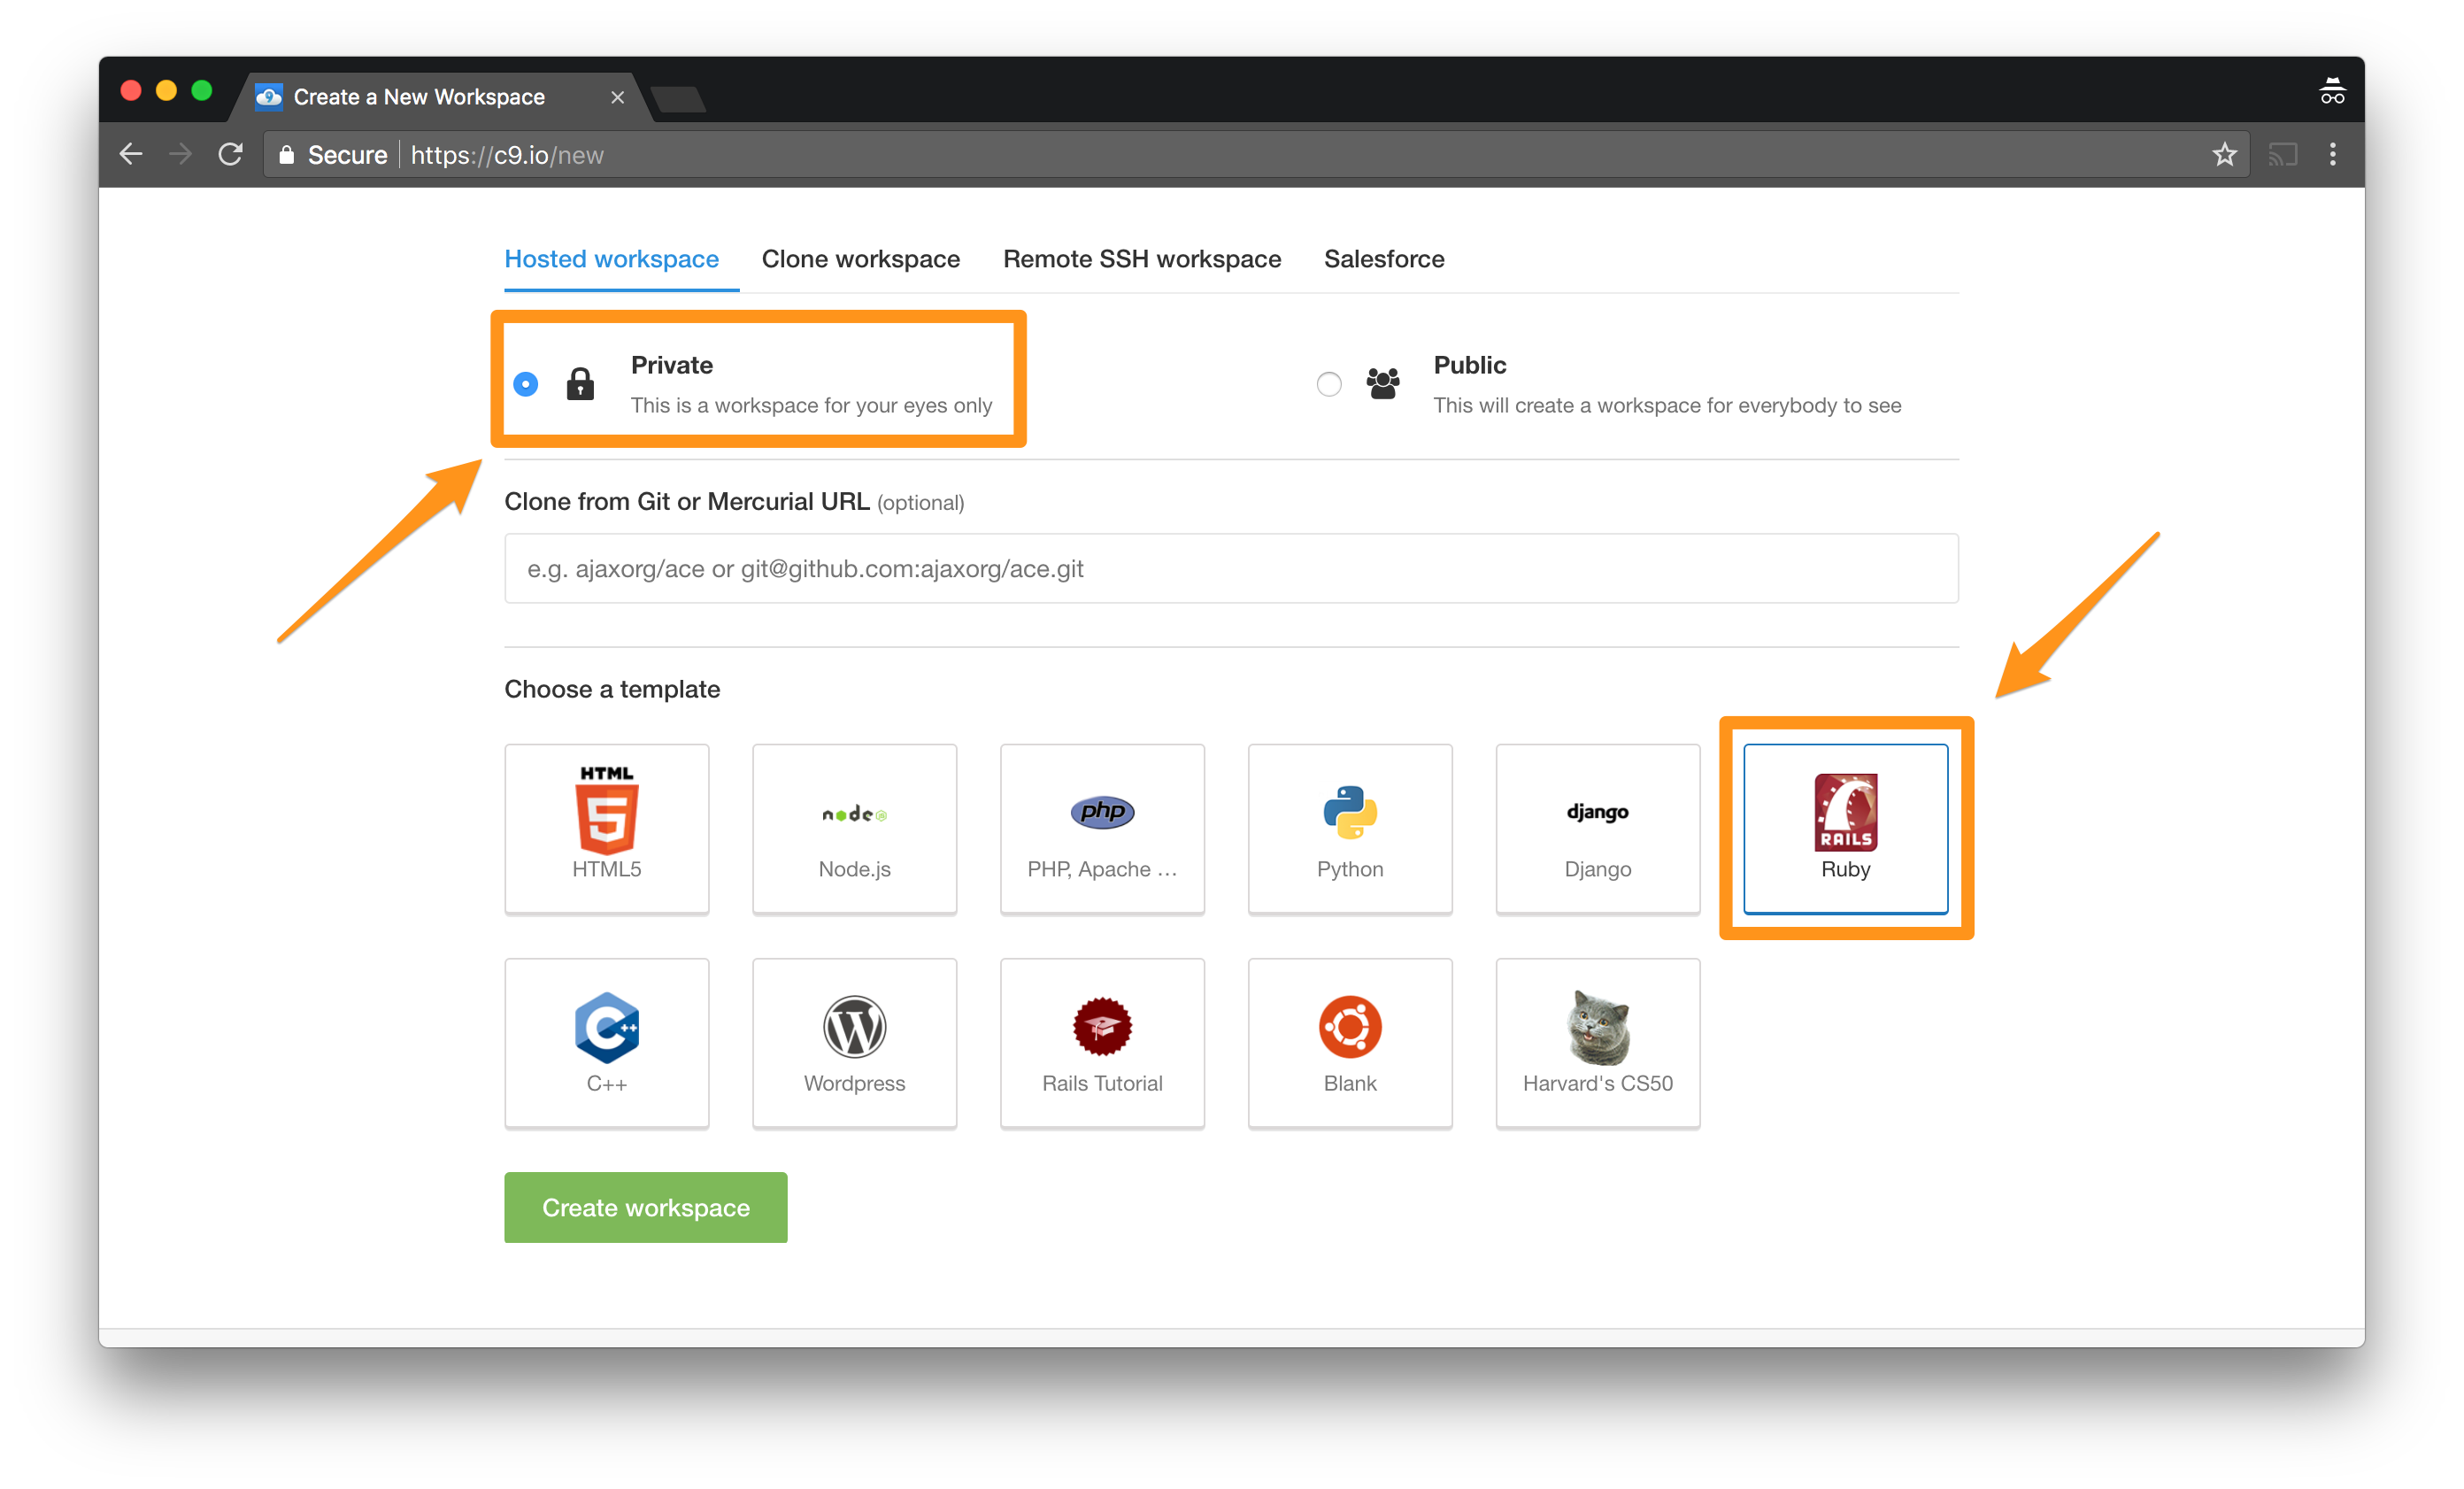 Create a New Workspace
Secure https://c9.io/new
Hosted workspace Clone workspace Remote SSH workspace Salesforce
Private
This is a workspace for your eyes only
Public
This will create a workspace for everybody to see
Clone from Git or Mercurial URL (optional)
e.g. ajaxorg/ace or git@github.com:ajaxorg/ace.git
Choose a template
HTML
5
HTML5
node
JS
Node.js
php
PHP, Apache ...
Python
django
Django
RAILS
Ruby
C++
C++
W
Wordpress
Rails Tutorial
Blank
Harvard's CS50
Create workspace